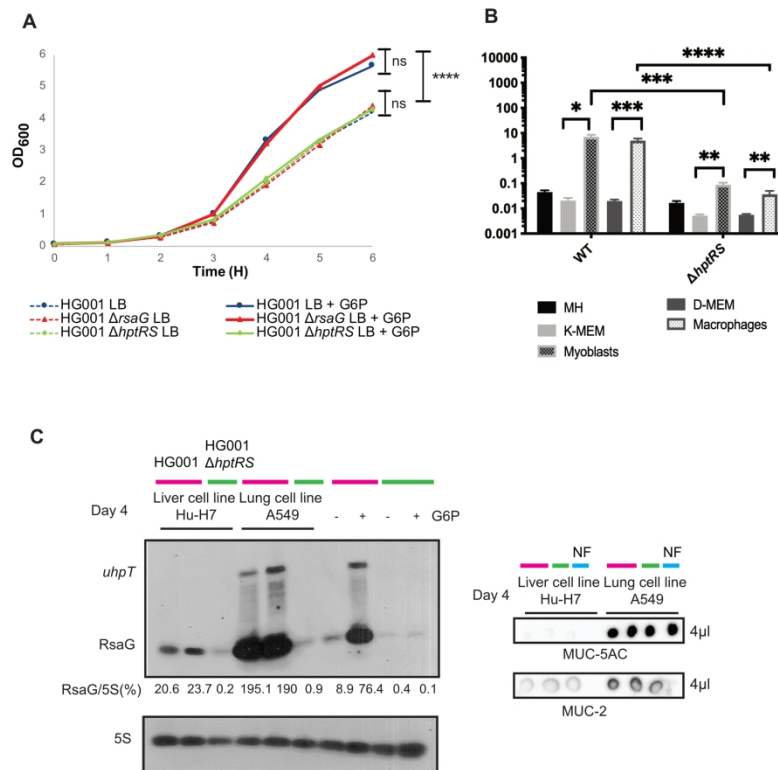 A
6
5
4
3
2
1
0
OD600
0 1 2 3 4 5 6
Time (H)
ns
ns
****
HG001 LB
HG001 ΔrsaG LB
HG001 ΔhptRS LB
HG001 LB + G6P
HG001 ΔrsaG LB + G6P
HG001 ΔhptRS LB + G6P
B
10000
1000
100
10
1
0.1
0.01
0.001
****
***
* ***
** **
WT ΔhptRS
MH
K-MEM
Myoblasts
D-MEM
Macrophages
C
HG001
HG001
ΔhptRS
Liver cell line Lung cell line
Day 4 Hu-H7 A549 - + - + G6P
uhpT
RsaG
RsaG/5S(%) 20.6 23.7 0.2 195.1 190 0.9 8.9 76.4 0.4 0.1
5S
NF NF
Liver cell line Lung cell line
Day 4 Hu-H7 A549
4µl
MUC-5AC
4µl
MUC-2